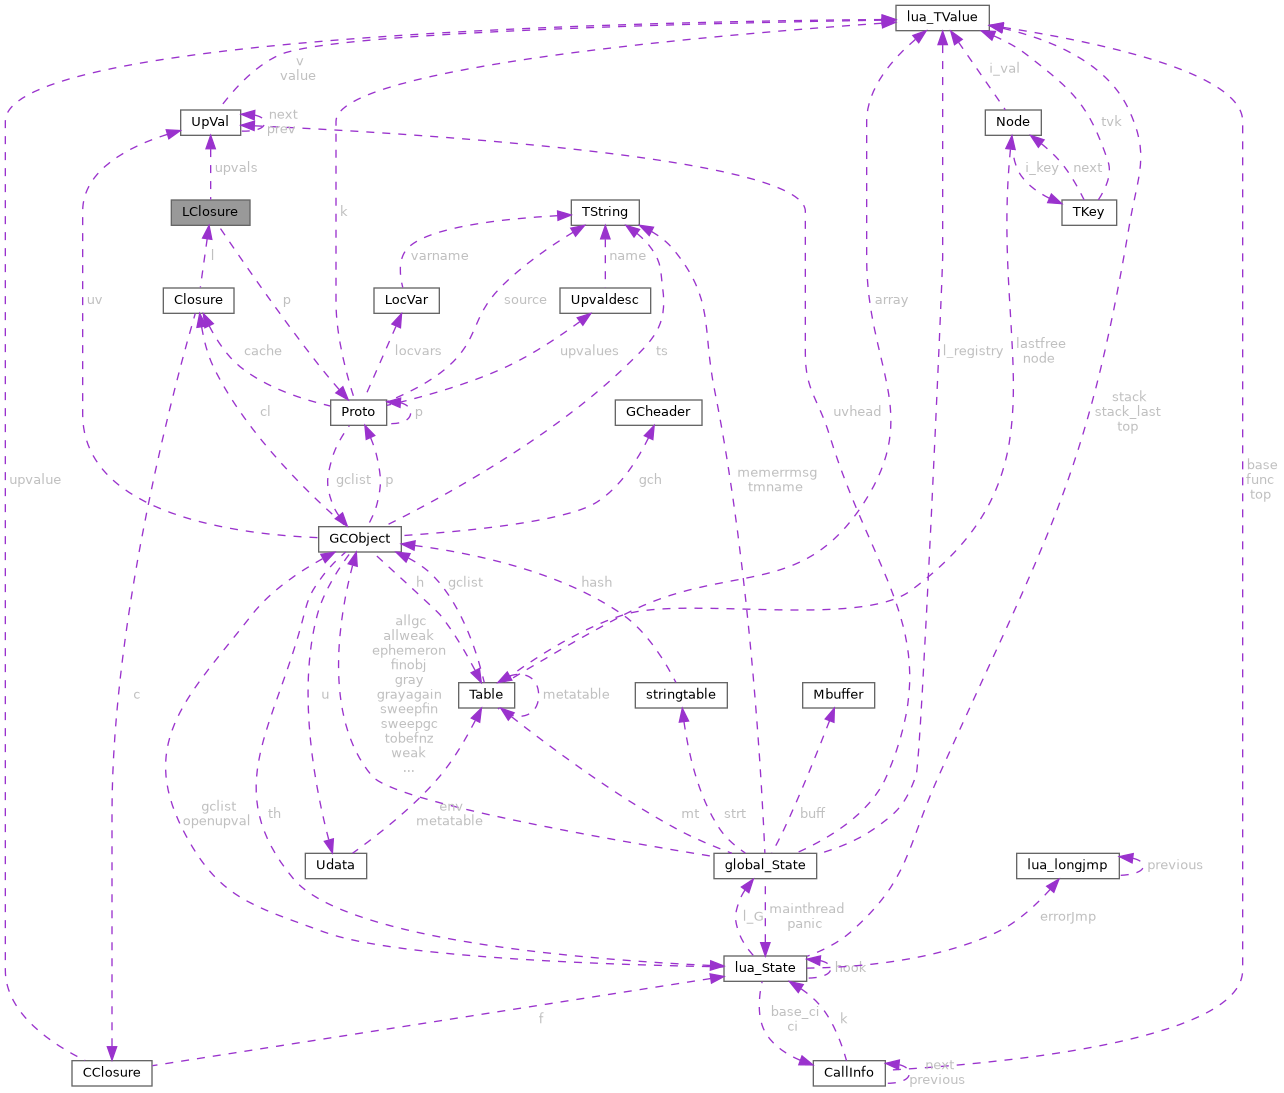 lua_TValue
v
value
i_val
UpVal
next
prev
Node
tvk
upvals
i_key
next
LClosure
k
TString
TKey
l
varname
name
uv
Closure
p
LocVar
source
Upvaldesc
array
cache
locvars
upvalues
ts
l_registry
lastfree
node
cl
Proto
p
GCheader
uvhead
stack
stack_last
top
upvalue
gclist
p
gch
memerrmsg
tmname
base
func
top
GCObject
h
gclist
hash
allgc
allweak
ephemeron
finobj
gray
grayagain
sweepfin
sweepgc
tobefnz
weak
...
c
u
Table
metatable
stringtable
Mbuffer
gclist
openupval
th
env
metatable
mt
strt
buff
Udata
global_State
lua_longjmp
previous
l_G
mainthread
panic
errorJmp
lua_State
hook
f
base_ci
ci
k
CClosure
CallInfo
next
previous